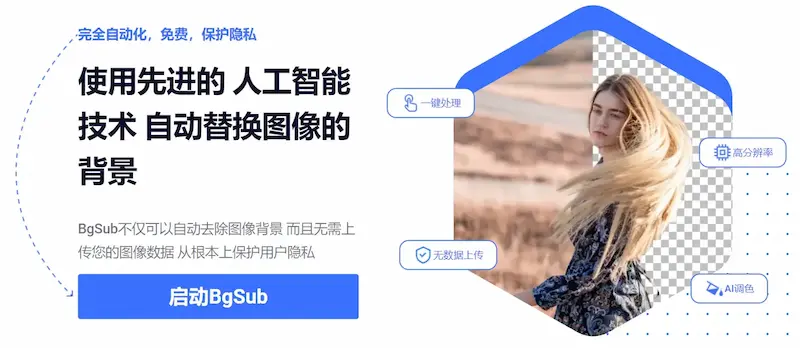 完全自动化，免费，保护隐私
使用先进的 人工智能
技术 自动替换图像的
背景
BgSub不仅可以自动去除图像背景 而且无需上
传您的图像数据 从根本上保护用户隐私
启动BgSub
一键处理
高分辨率
无数据上传
AI调色